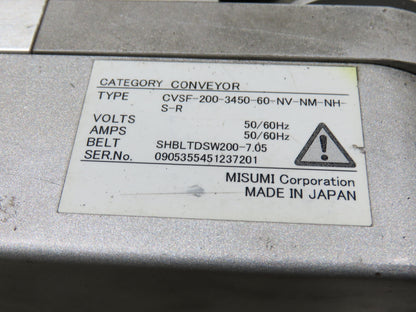 CATEGORY CONVEYOR
TYPE CVSF-200-3450-60-NV-NM-NH-
S-R
VOLTS 50/60Hz
AMPS 50/60Hz
BELT SHBLTDSW200-7.05
SER.No. 0905355451237201
MISUMI Corporation
MADE IN JAPAN